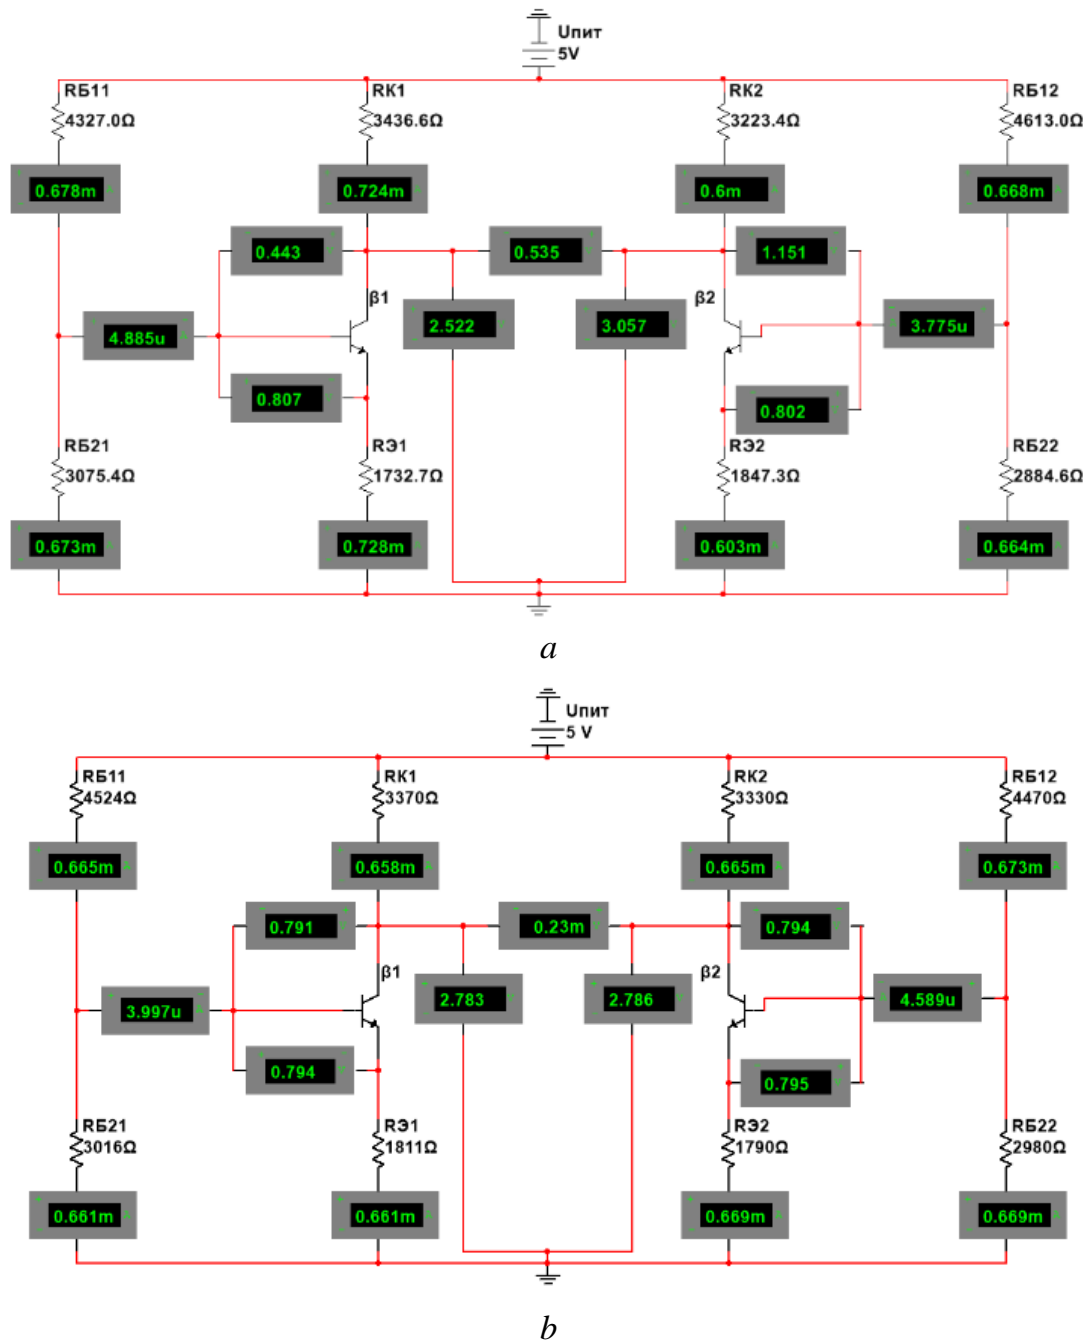 Uпит
5V
RБ11
4327.0Ω
RК1
3436.6Ω
RК2
3223.4Ω
RБ12
4613.0Ω
0.678m
0.724m
0.6m
0.668m
0.443
0.535
1.151
β1
β2
4.885u
2.522
3.057
3.775u
0.807
0.802
RБ21
3075.4Ω
RЭ1
1732.7Ω
RЭ2
1847.3Ω
RБ22
2884.6Ω
0.673m
0.728m
0.603m
0.664m
a
Uпит
5 V
RБ11
4524Ω
RК1
3370Ω
RК2
3330Ω
RБ12
4470Ω
0.665m
0.658m
0.665m
0.673m
0.791
0.23m
0.794
β1
β2
3.997u
2.783
2.786
4.589u
0.794
0.795
RБ21
3016Ω
RЭ1
1811Ω
RЭ2
1790Ω
RБ22
2980Ω
0.661m
0.661m
0.669m
0.669m
b